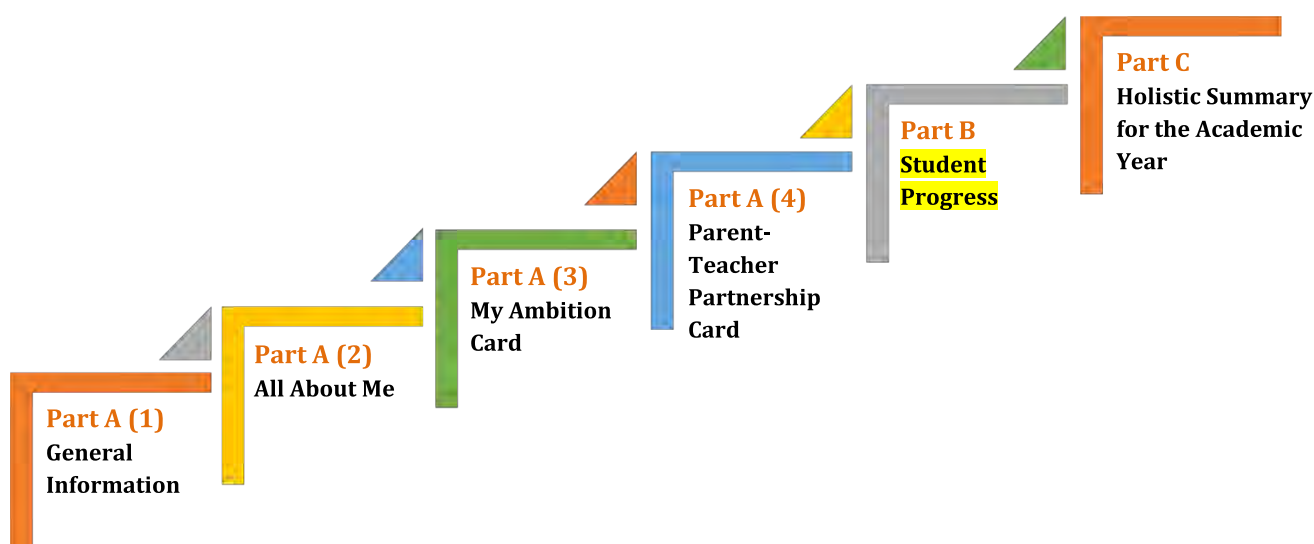 Part A (1)
General
Information
Part A (2)
All About Me
Part A (3)
My Ambition
Card
Part A (4)
Parent-
Teacher
Partnership
Card
Part B
Student
Progress
Part C
Holistic Summary
for the Academic
Year